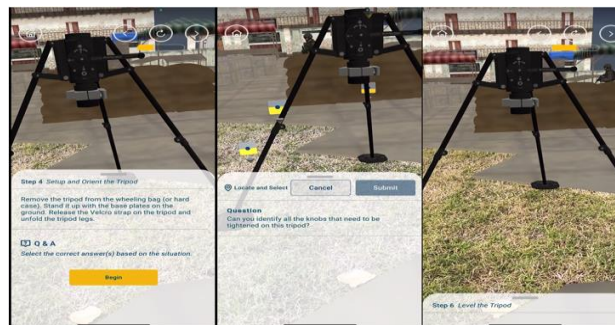 Step 4 Setup and Orient the Tripod
Remove the tripod from the wheeling bag (or hard
case). Stand it up with the base plates on the
ground. Release the Velcro strap on the tripod and
unfold the tripod legs.
Q & A
Select the correct answer(s) based on the situation.
Begin
Locate and Select
Cancel
Submit
Question
Can you identify all the knobs that need to be
tightened on this tripod?
Step 6 Level the Tripod